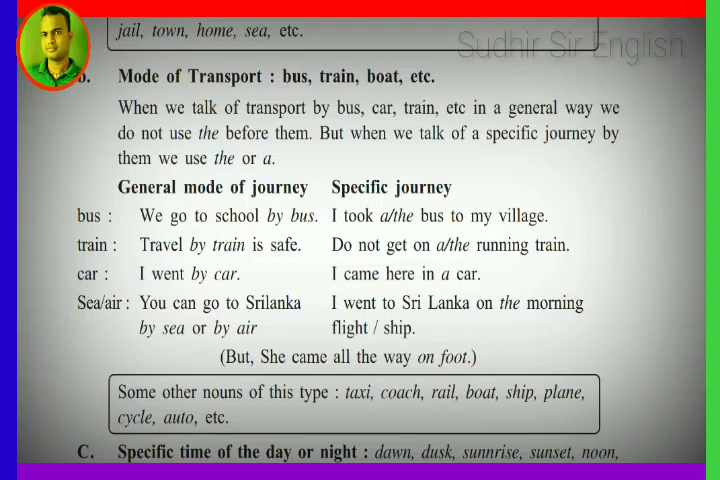 jail, town, home, sea, etc.
Sudhir Sir English
b. Mode of Transport : bus, train, boat, etc.
When we talk of transport by bus, car, train, etc in a general way we
do not use the before them. But when we talk of a specific journey by
them we use the or a.
General mode of journey Specific journey
bus : We go to school by bus. I took a/the bus to my village.
train : Travel by train is safe. Do not get on a/the running train.
car : I went by car. I came here in a car.
Sea/air : You can go to Srilanka I went to Sri Lanka on the morning
by sea or by air flight / ship.
(But, She came all the way on foot.)
Some other nouns of this type : taxi, coach, rail, boat, ship, plane,
cycle, auto, etc.
C. Specific time of the day or night : dawn, dusk, sunnrise, sunset, noon,